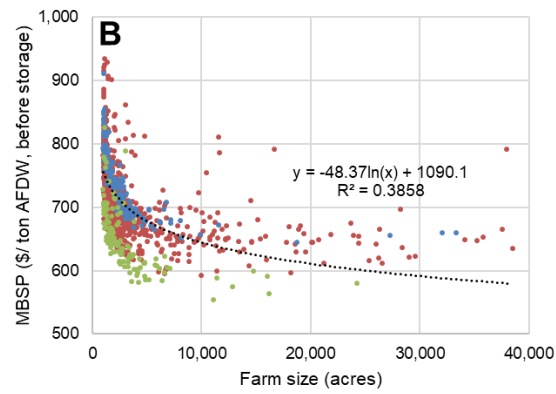 B
1,000
900
800
700
600
500
MBSP ($/ ton AFDW, before storage)
y = -48.37ln(x) + 1090.1
R² = 0.3858
0
10,000
20,000
30,000
40,000
Farm size (acres)